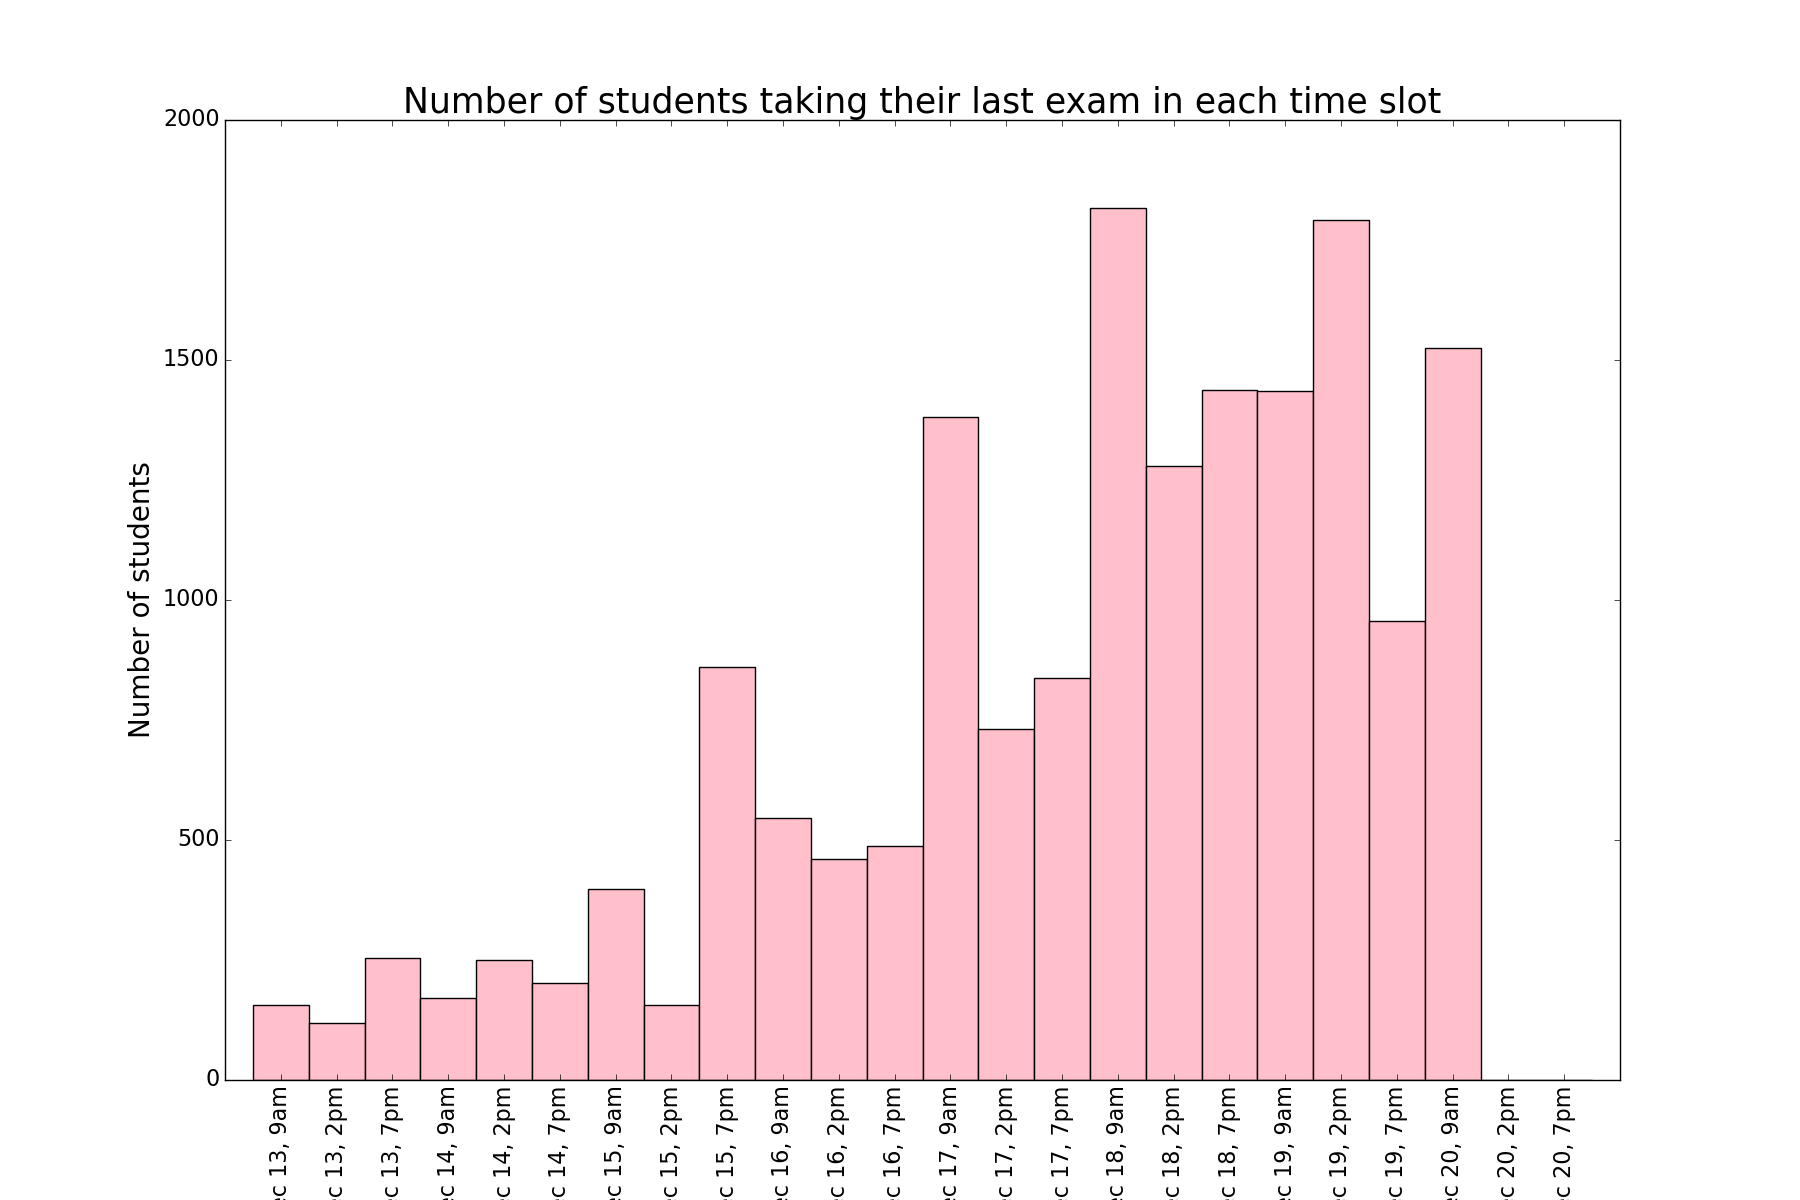 Number of students taking their last exam in each time slot
Number of students
2000
1500
1000
500
0
c 13, 9am
c 13, 2pm
c 13, 7pm
c 14, 9am
c 14, 2pm
c 14, 7pm
c 15, 9am
c 15, 2pm
c 15, 7pm
c 16, 9am
c 16, 2pm
c 16, 7pm
c 17, 9am
c 17, 2pm
c 17, 7pm
c 18, 9am
c 18, 2pm
c 18, 7pm
c 19, 9am
c 19, 2pm
c 19, 7pm
c 20, 9am
c 20, 2pm
c 20, 7pm